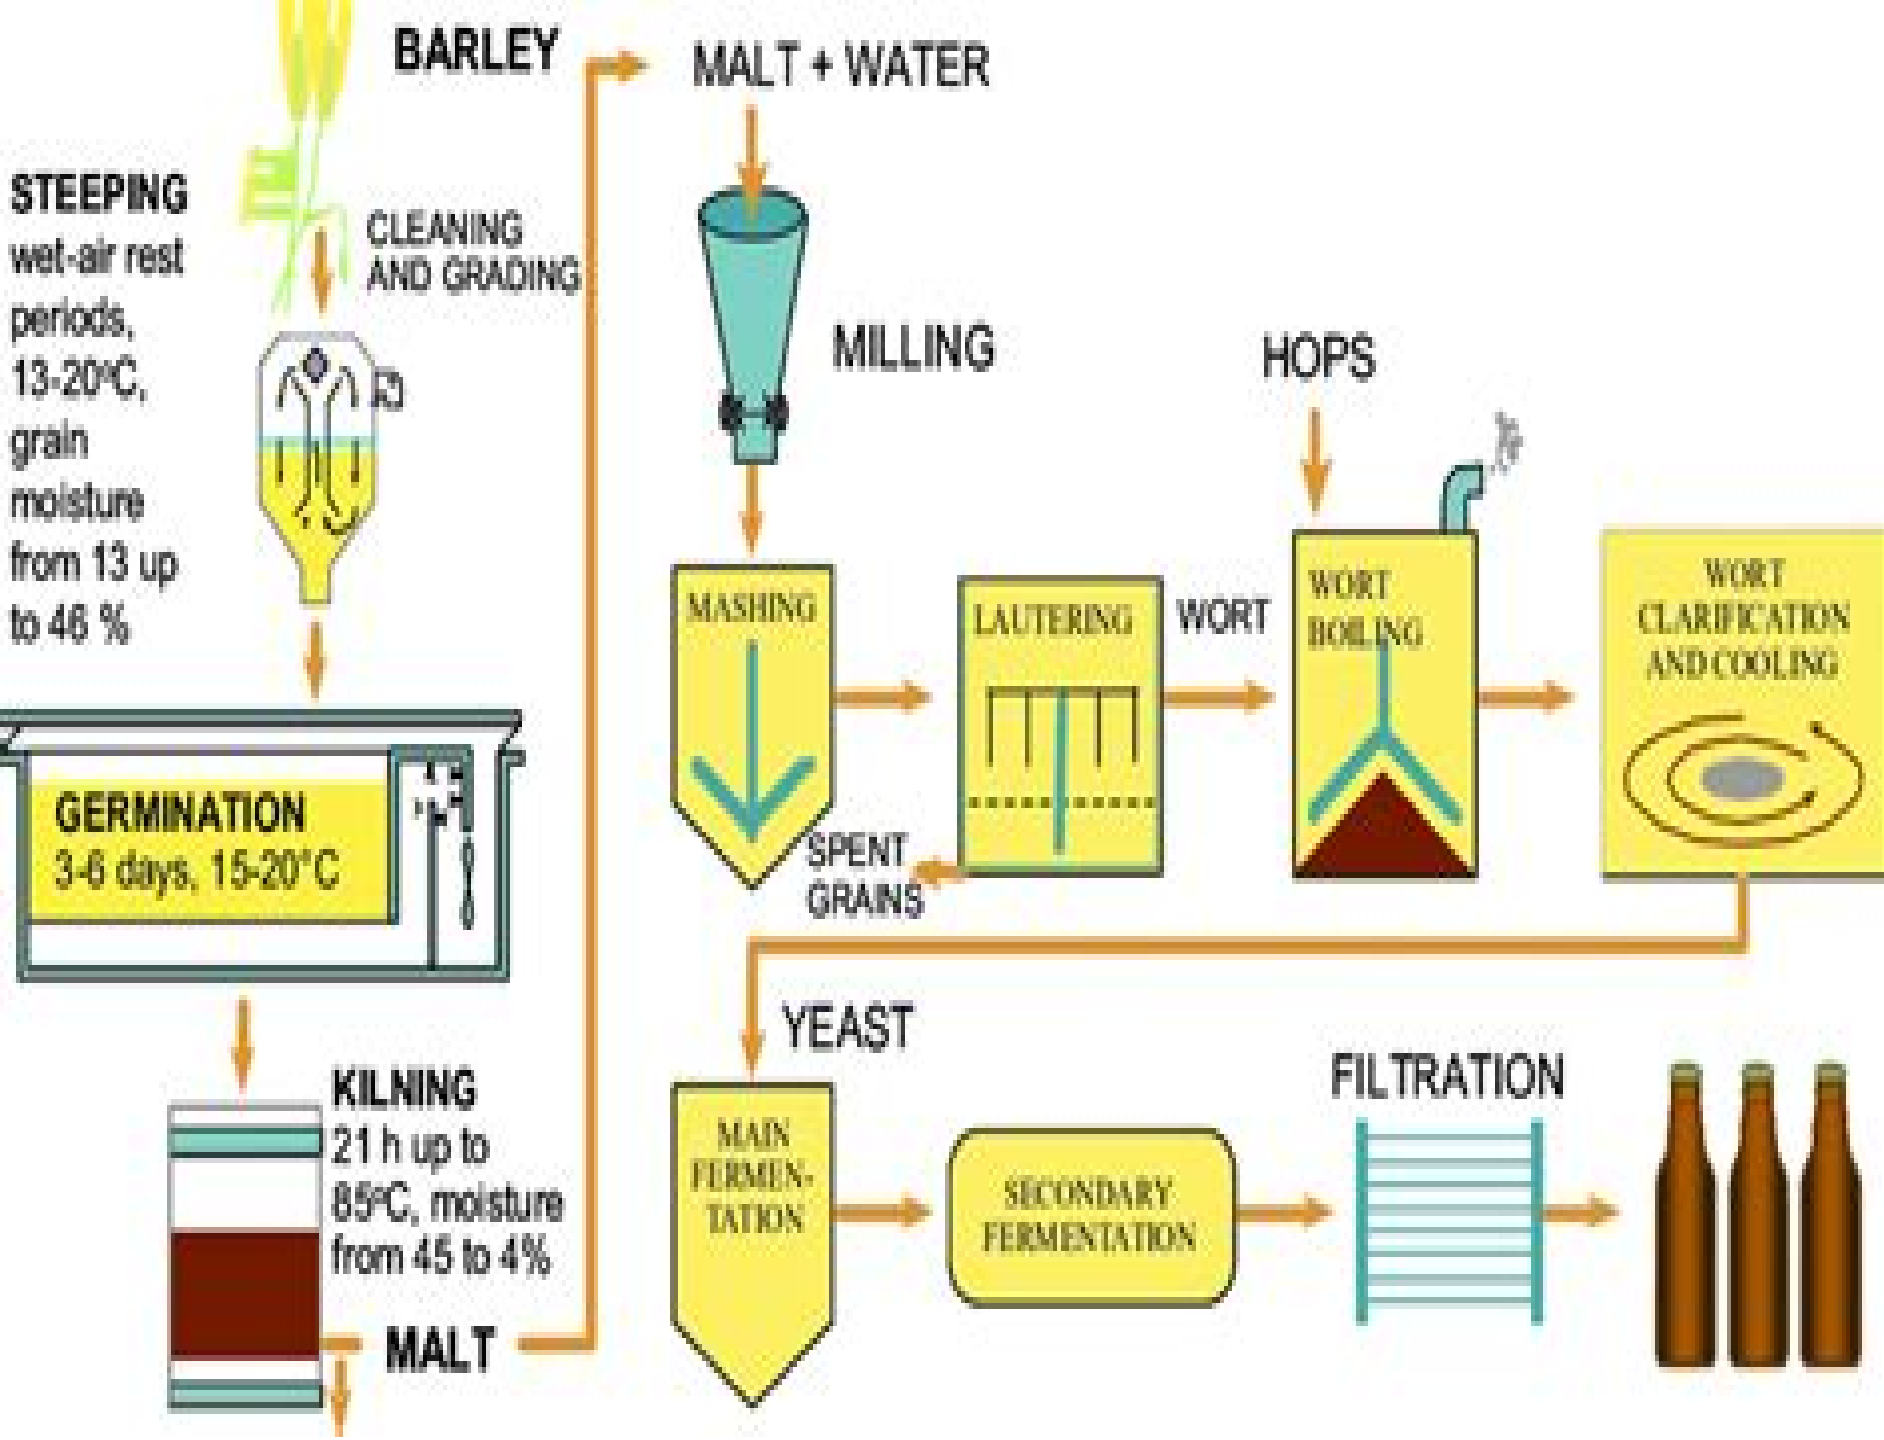 BARLEY
CLEANING
AND GRADING
STEEPING
wet-air rest
periods,
13-20ºC,
grain
moisture
from 13 up
to 46 %
GERMINATION
3-6 days, 15-20°C
KILNING
21 h up to
85ºC, moisture
from 45 to 4%
MALT
MALT + WATER
MILLING
MASHING
LAUTERING
SPENT
GRAINS
WORT
HOPS
WORT
BOILING
WORT
CLARIFICATION
AND COOLING
YEAST
MAIN
FERMEN-
TATION
SECONDARY
FERMENTATION
FILTRATION